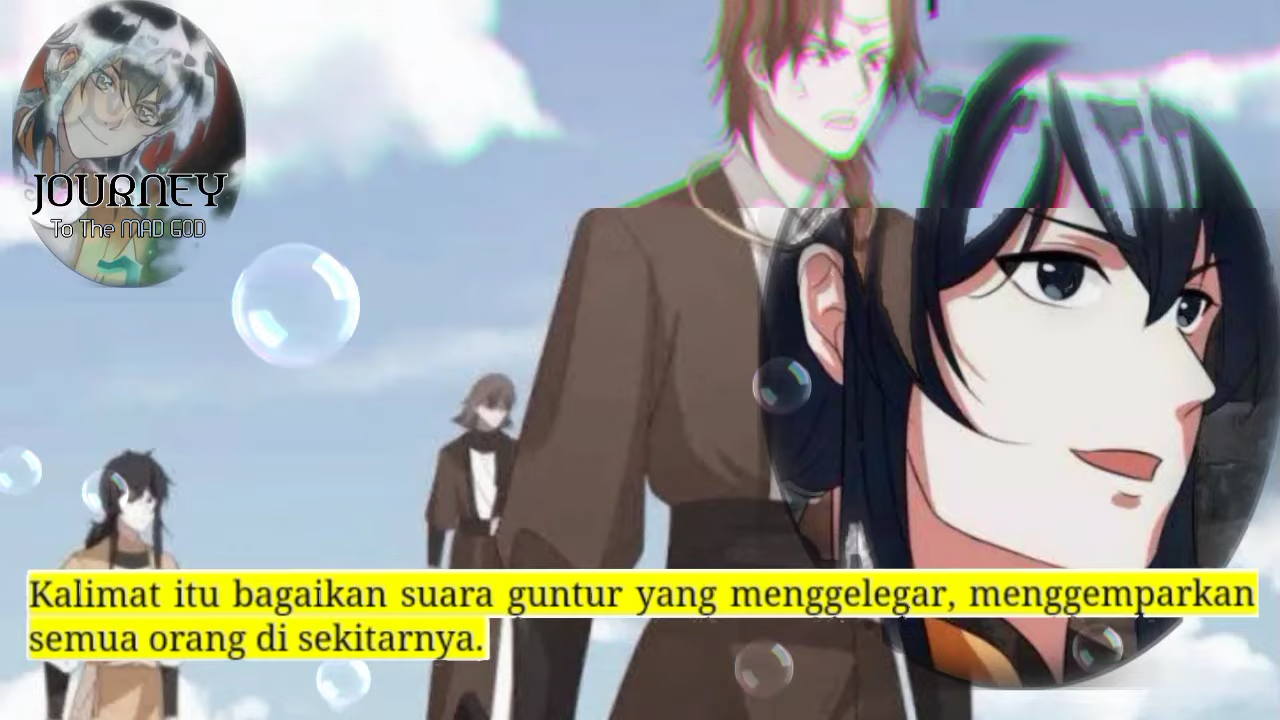 JOURNEY
To The MAD GOD
Kalimat itu bagaikan suara guntur yang menggelegar, menggemparkan
semua orang di sekitarnya.